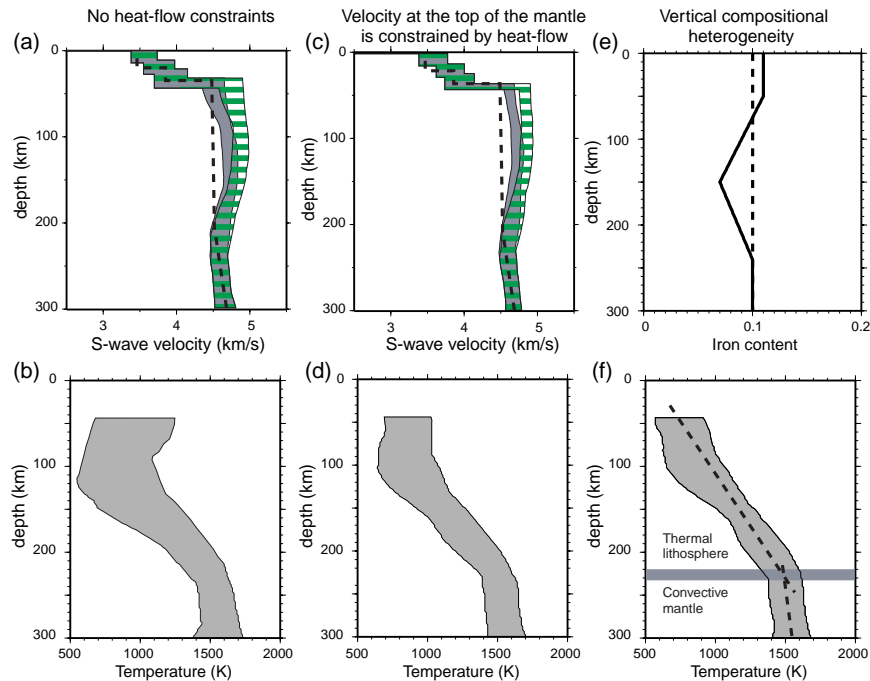 No heat-flow constraints
Velocity at the top of the mantle
is constrained by heat-flow
Vertical compositional
heterogeneity
(a)
0
100
200
300
depth (km)
3 4 5
S-wave velocity (km/s)
(c)
0
100
200
300
depth (km)
3 4 5
S-wave velocity (km/s)
(e)
0
100
200
300
depth (km)
0 0.1 0.2
Iron content
(b)
0
100
200
300
depth (km)
500 1000 1500 2000
Temperature (K)
(d)
0
100
200
300
depth (km)
500 1000 1500 2000
Temperature (K)
(f)
0
100
200
300
depth (km)
Thermal
lithosphere
Convective
mantle
500 1000 1500 2000
Temperature (K)